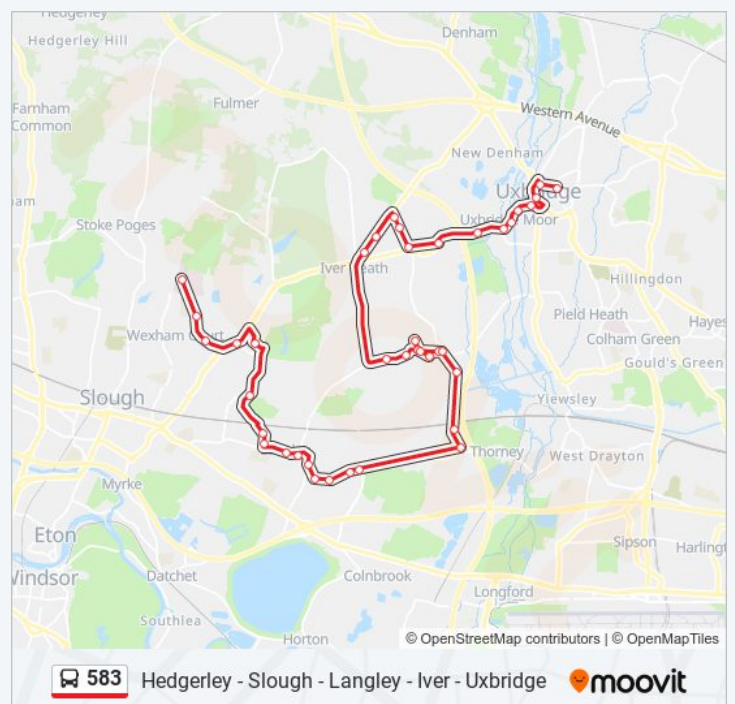 Hedgerley
Hedgerley Hill
Denham
Farnham
Common
Fulmer
Western Avenue
New Denham
ham
Uxbridge
Stoke Poges
Uxbridge Moor
Iver Heath
Hillingdon
Pield Heath
Hayes
Wexham Court
Colham Green
Gould's Green
Slough
Yiewsley
Thorney
West Drayton
Myrke
Eton
Sipson
Harling
Windsor
Datchet
Colnbrook
Longford
Southlea
Horton
© OpenStreetMap contributors | © OpenMapTiles
583
Hedgerley - Slough - Langley - Iver - Uxbridge
moovit